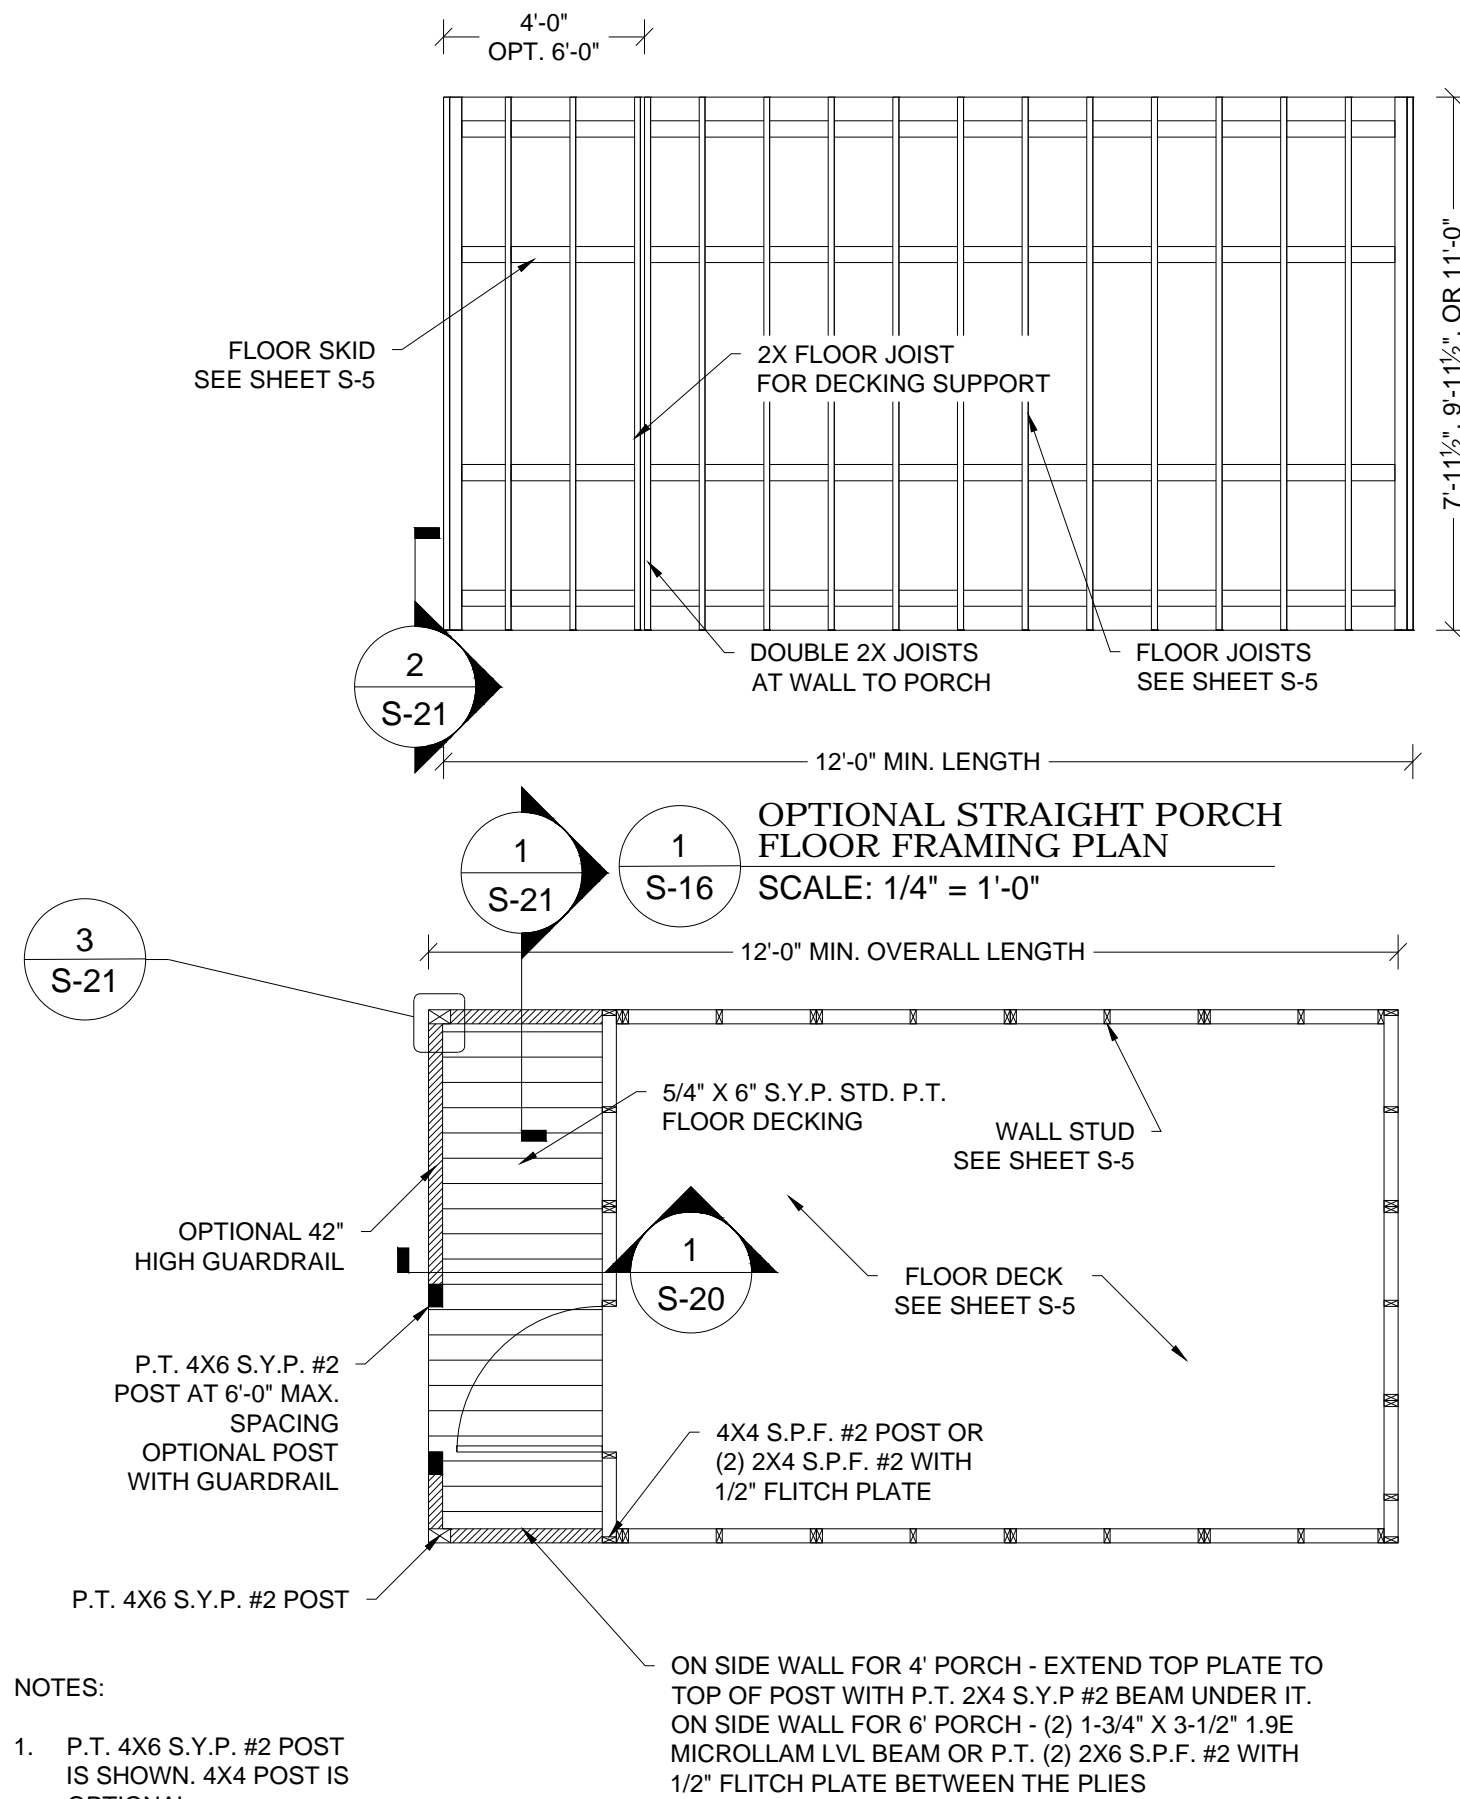 4'-0"
OPT. 6'-0"
7'-11½", 9'-11½", OR 11'-0"
FLOOR SKID
SEE SHEET S-5
2X FLOOR JOIST
FOR DECKING SUPPORT
DOUBLE 2X JOISTS
AT WALL TO PORCH
FLOOR JOISTS
SEE SHEET S-5
2
S-21
12'-0" MIN. LENGTH
1
S-21
1
S-16
OPTIONAL STRAIGHT PORCH
FLOOR FRAMING PLAN
SCALE: 1/4" = 1'-0"
3
S-21
12'-0" MIN. OVERALL LENGTH
5/4" X 6" S.Y.P. STD. P.T.
FLOOR DECKING
WALL STUD
SEE SHEET S-5
OPTIONAL 42"
HIGH GUARDRAIL
1
S-20
FLOOR DECK
SEE SHEET S-5
P.T. 4X6 S.Y.P. #2
POST AT 6'-0" MAX.
SPACING
OPTIONAL POST
WITH GUARDRAIL
4X4 S.P.F. #2 POST OR
(2) 2X4 S.P.F. #2 WITH
1/2" FLITCH PLATE
P.T. 4X6 S.Y.P. #2 POST
ON SIDE WALL FOR 4' PORCH - EXTEND TOP PLATE TO
TOP OF POST WITH P.T. 2X4 S.Y.P #2 BEAM UNDER IT.
ON SIDE WALL FOR 6' PORCH - (2) 1-3/4" X 3-1/2" 1.9E
MICROLLAM LVL BEAM OR P.T. (2) 2X6 S.P.F. #2 WITH
1/2" FLITCH PLATE BETWEEN THE PLIES
NOTES:
1. P.T. 4X6 S.Y.P. #2 POST
IS SHOWN. 4X4 POST IS